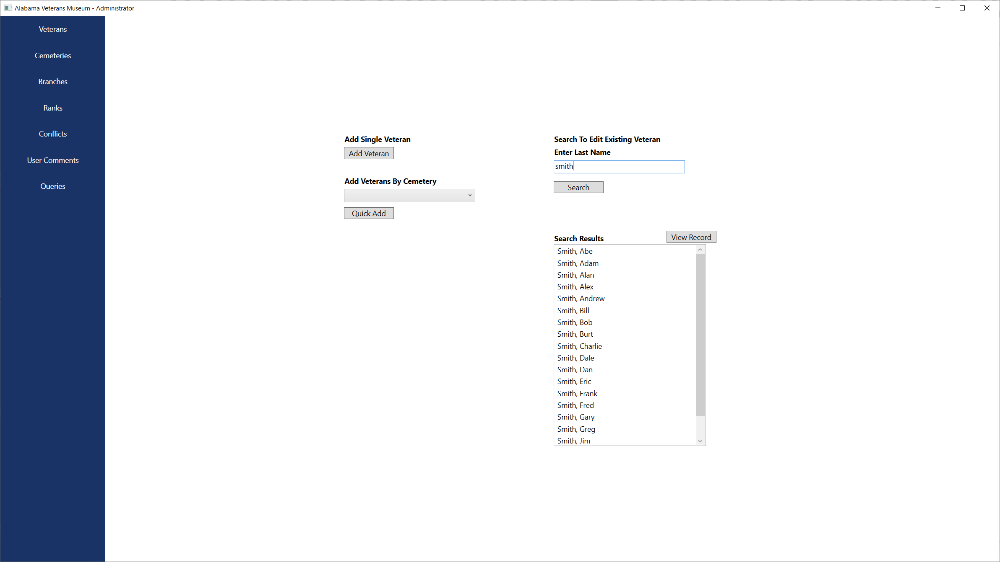 Alabama Veterans Museum - Administrator
Veterans
Cemeteries
Branches
Ranks
Conflicts
User Comments
Queries
Add Single Veteran
Add Veteran
Add Veterans By Cemetery
Quick Add
Search To Edit Existing Veteran
Enter Last Name
smith
Search
Search Results
View Record
Smith, Abe
Smith, Adam
Smith, Alan
Smith, Alex
Smith, Andrew
Smith, Bill
Smith, Bob
Smith, Burt
Smith, Charlie
Smith, Dale
Smith, Dan
Smith, Eric
Smith, Frank
Smith, Fred
Smith, Gary
Smith, Greg
Smith, Jim